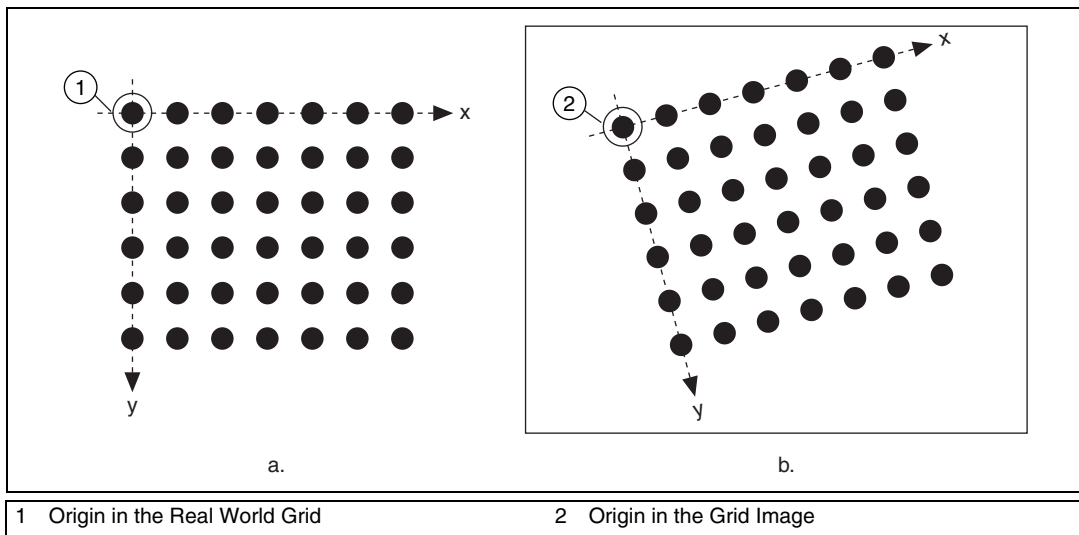 1
x
y
a.
2
x
y
b.
1 Origin in the Real World Grid 2 Origin in the Grid Image